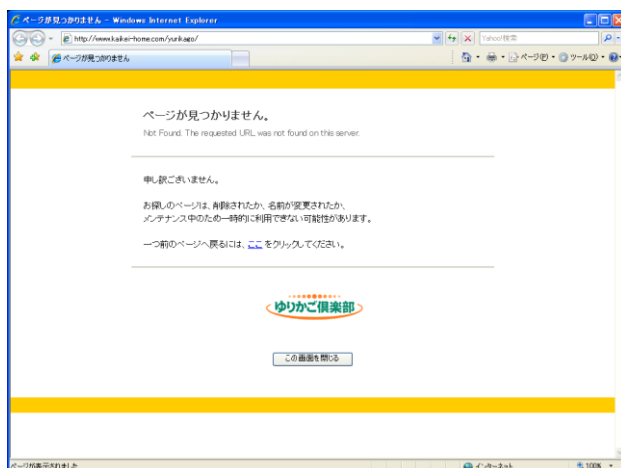 ページが見つかりません - Windows Internet Explorer
http://www.kaikei-home.com/yurikago/
Yahoo!検索
ページが見つかりません
ページ(P)
ツール(O)
ページが見つかりません。
Not Found. The requested URL was not found on this server.
申し訳ございません。
お探しのページは、削除されたか、名前が変更されたか、
メンテナンス中のため一時的に利用できない可能性があります。
一つ前のページへ戻るには、ここをクリックしてください。
ゆりかご倶楽部
この画面を閉じる
ページが表示されました
インターネット
100%